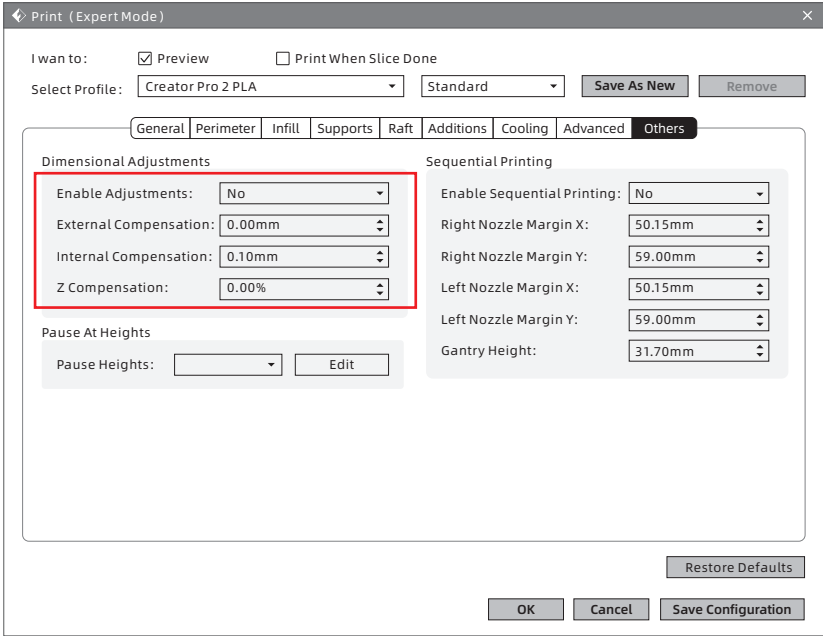 Print (Expert Mode)
I wan to: Preview Print When Slice Done
Select Profile: Creator Pro 2 PLA Standard Save As New Remove
General Perimeter Infill Supports Raft Additions Cooling Advanced Others
Dimensional Adjustments
Enable Adjustments: No
External Compensation: 0.00mm
Internal Compensation: 0.10mm
Z Compensation: 0.00%
Pause At Heights
Pause Heights: Edit
Sequential Printing
Enable Sequential Printing: No
Right Nozzle Margin X: 50.15mm
Right Nozzle Margin Y: 59.00mm
Left Nozzle Margin X: 50.15mm
Left Nozzle Margin Y: 59.00mm
Gantry Height: 31.70mm
Restore Defaults
OK Cancel Save Configuration